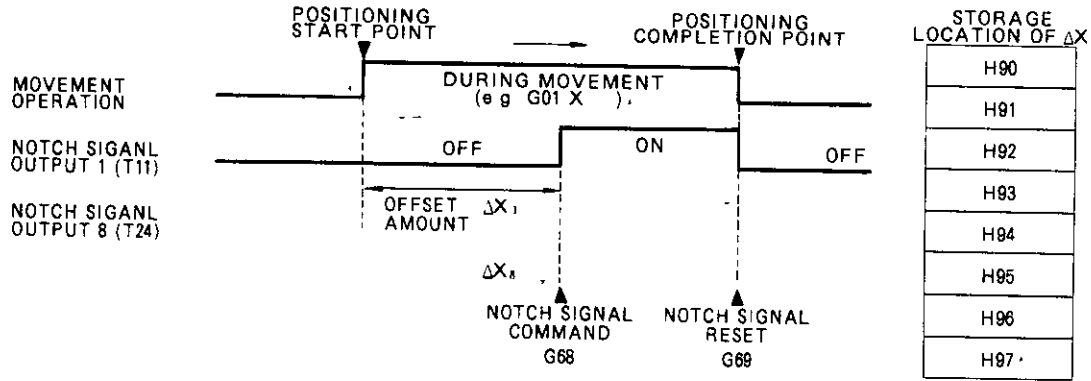 POSITIONING
START POINT
POSITIONING
COMPLETION POINT
STORAGE
LOCATION OF ΔX
MOVEMENT
OPERATION
DURING MOVEMENT
(e g G01 X ).
NOTCH SIGANL
OUTPUT 1 (T11)
OFF
ON
OFF
NOTCH SIGANL
OUTPUT 8 (T24)
OFFSET
AMOUNT
ΔX1
ΔX8
NOTCH SIGNAL
COMMAND
G68
NOTCH SIGNAL
RESET
G69
H90
H91
H92
H93
H94
H95
H96
H97